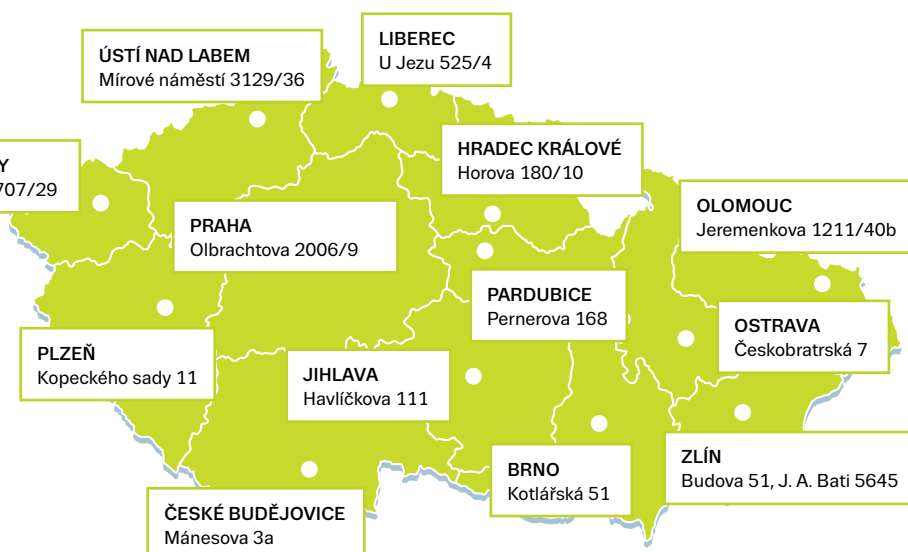 ÚSTÍ NAD LABEM
Mírové náměstí 3129/36
LIBEREC
U Jezu 525/4
HRADEC KRÁLOVÉ
Horova 180/10
OLOMOUC
Jeremenkova 1211/40b
PRAHA
Olbrachtova 2006/9
PARDUBICE
Pernerova 168
OSTRAVA
Českobratrská 7
PLZEŇ
Kopeckého sady 11
JIHLAVA
Havlíčkova 111
BRNO
Kotlářská 51
ZLÍN
Budova 51, J. A. Bati 5645
ČESKÉ BUDĚJOVICE
Mánesova 3a